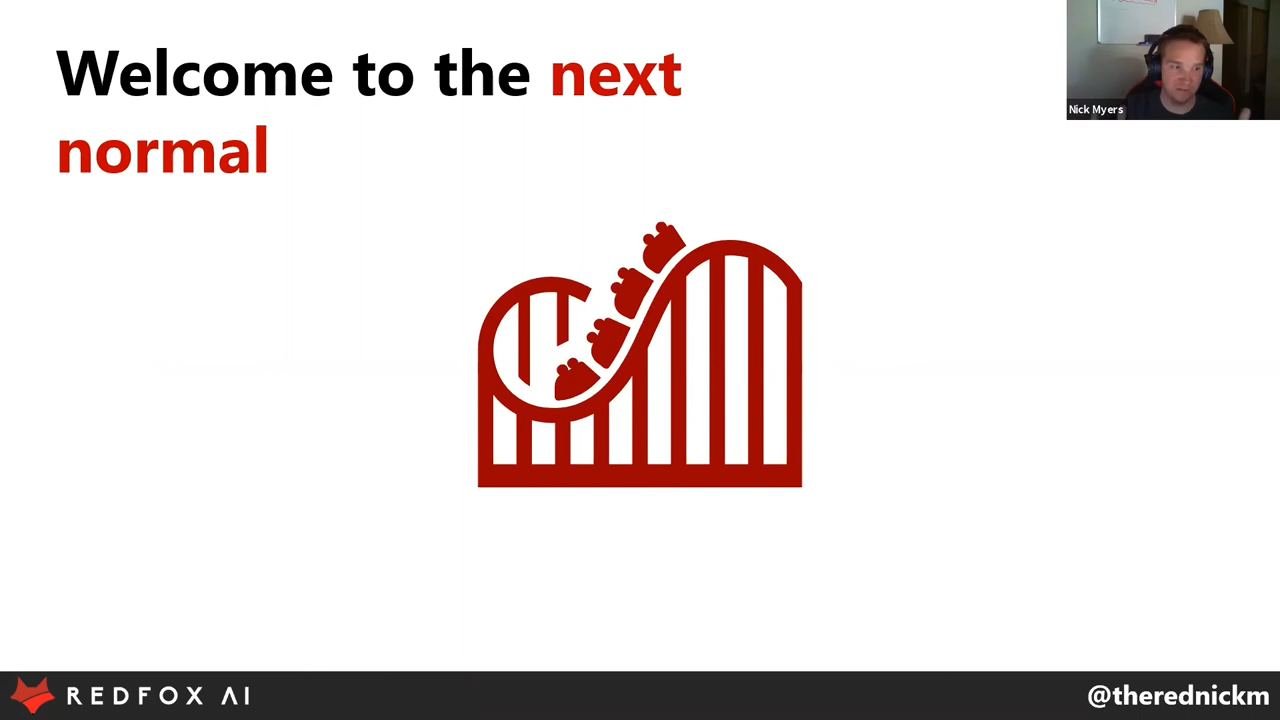 Welcome to the next
normal
Nick Myers
REDFOX AI
@therednickm